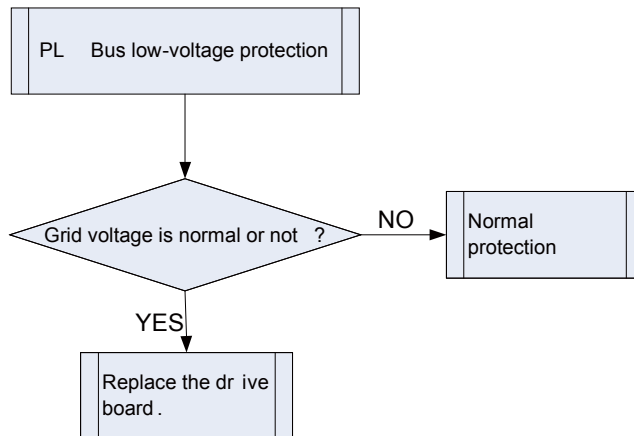 PL Bus low-voltage protection
Grid voltage is normal or not ?
NO
Normal
protection
YES
Replace the dr ive
board .